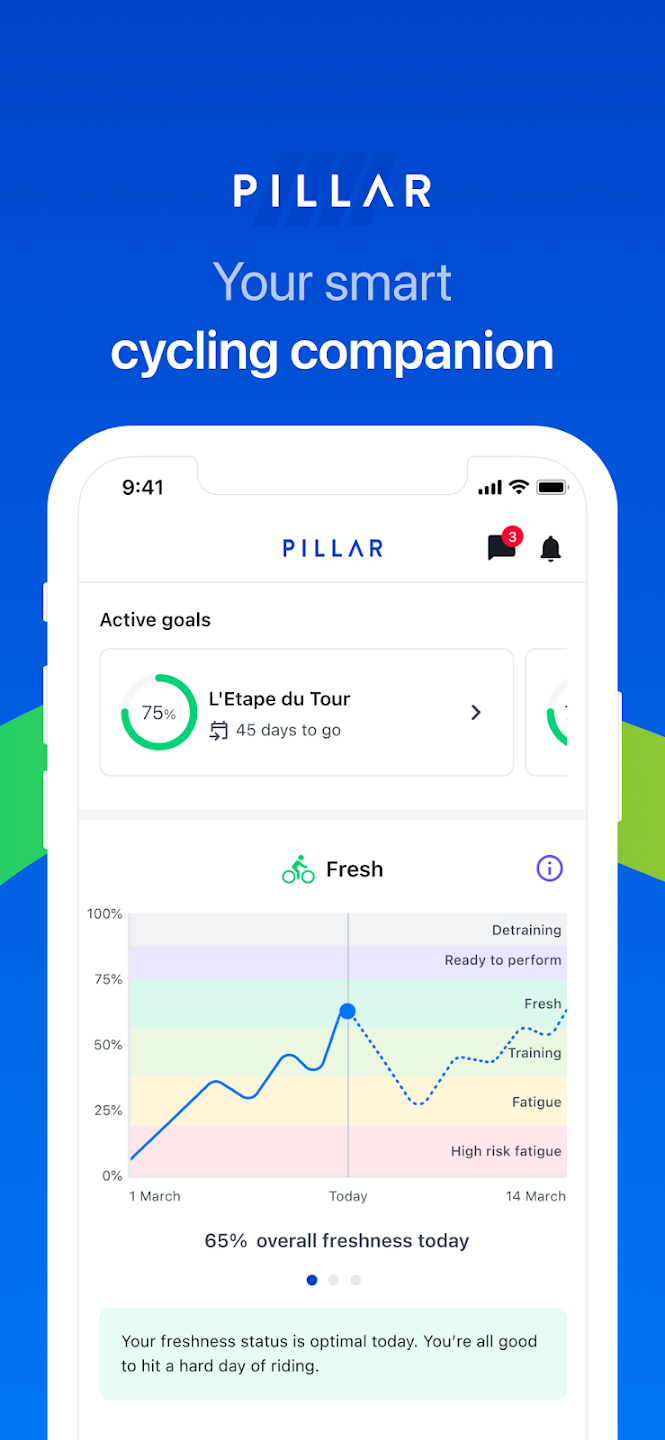 PILLAR
Your smart
cycling companion
9:41
PILLAR
3
Active goals
75%
L'Etape du Tour
45 days to go
Fresh
100%
Detraining
Ready to perform
75%
Fresh
50%
Training
Fatigue
25%
High risk fatigue
0%
1 March
Today
14 March
65% overall freshness today
Your freshness status is optimal today. You’re all good
to hit a hard day of riding.